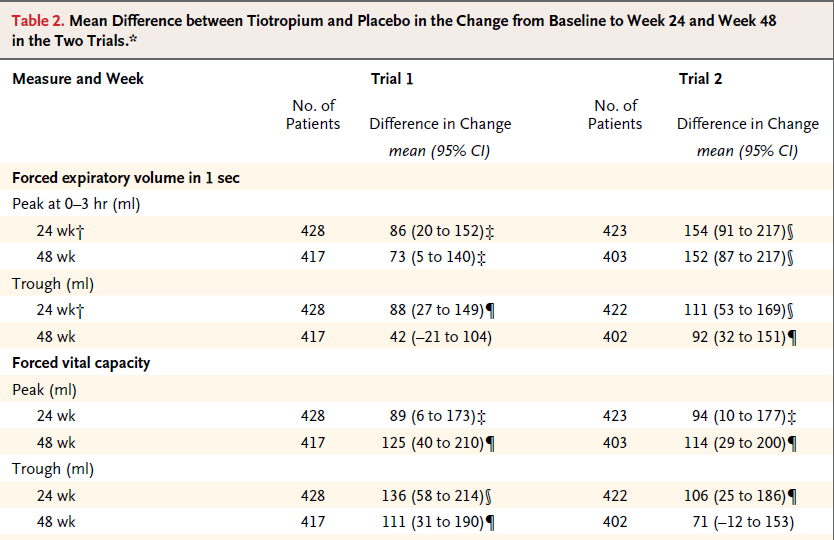 Table 2. Mean Difference between Tiotropium and Placebo in the Change from Baseline to Week 24 and Week 48
in the Two Trials.*
Measure and Week Trial 1 Trial 2
No. of Patients Difference in Change No. of Patients Difference in Change
mean (95% CI) mean (95% CI)
Forced expiratory volume in 1 sec
Peak at 0–3 hr (ml)
24 wk† 428 86 (20 to 152)‡ 423 154 (91 to 217)§
48 wk 417 73 (5 to 140)‡ 403 152 (87 to 217)§
Trough (ml)
24 wk† 428 88 (27 to 149)¶ 422 111 (53 to 169)§
48 wk 417 42 (–21 to 104) 402 92 (32 to 151)¶
Forced vital capacity
Peak (ml)
24 wk 428 89 (6 to 173)‡ 423 94 (10 to 177)‡
48 wk 417 125 (40 to 210)¶ 403 114 (29 to 200)¶
Trough (ml)
24 wk 428 136 (58 to 214)§ 422 106 (25 to 186)¶
48 wk 417 111 (31 to 190)¶ 402 71 (–12 to 153)